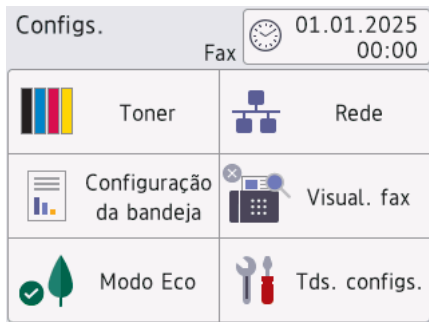 Configs.
Fax
01.01.2025
00:00
Toner
Rede
Configuração
da bandeja
Visual. fax
Modo Eco
Tds. configs.